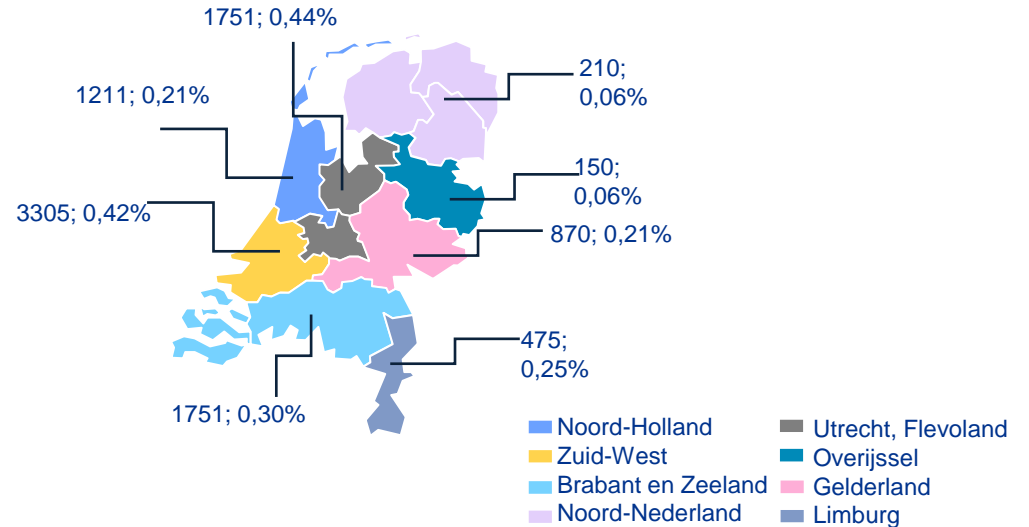 1751; 0,44%
210;
0,06%
1211; 0,21%
150;
0,06%
3305; 0,42%
870; 0,21%
475;
0,25%
1751; 0,30%
Noord-Holland
Zuid-West
Brabant en Zeeland
Noord-Nederland
Utrecht, Flevoland
Overijssel
Gelderland
Limburg